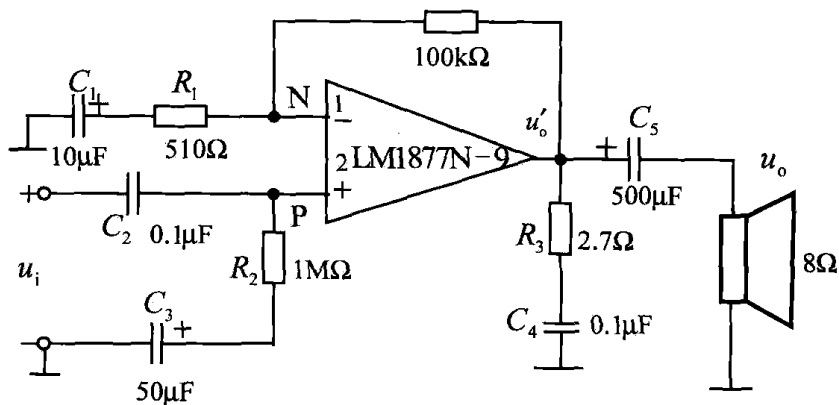 100kΩ
C₁
+
R₁
N
1
−
10μF
510Ω
2
LM1877N-9
+
u′ₒ
+
C₅
500μF
uₒ
+
C₂
0.1μF
P
R₃
2.7Ω
8Ω
uᵢ
R₂
1MΩ
C₃
+
C₄
0.1μF
−
50μF